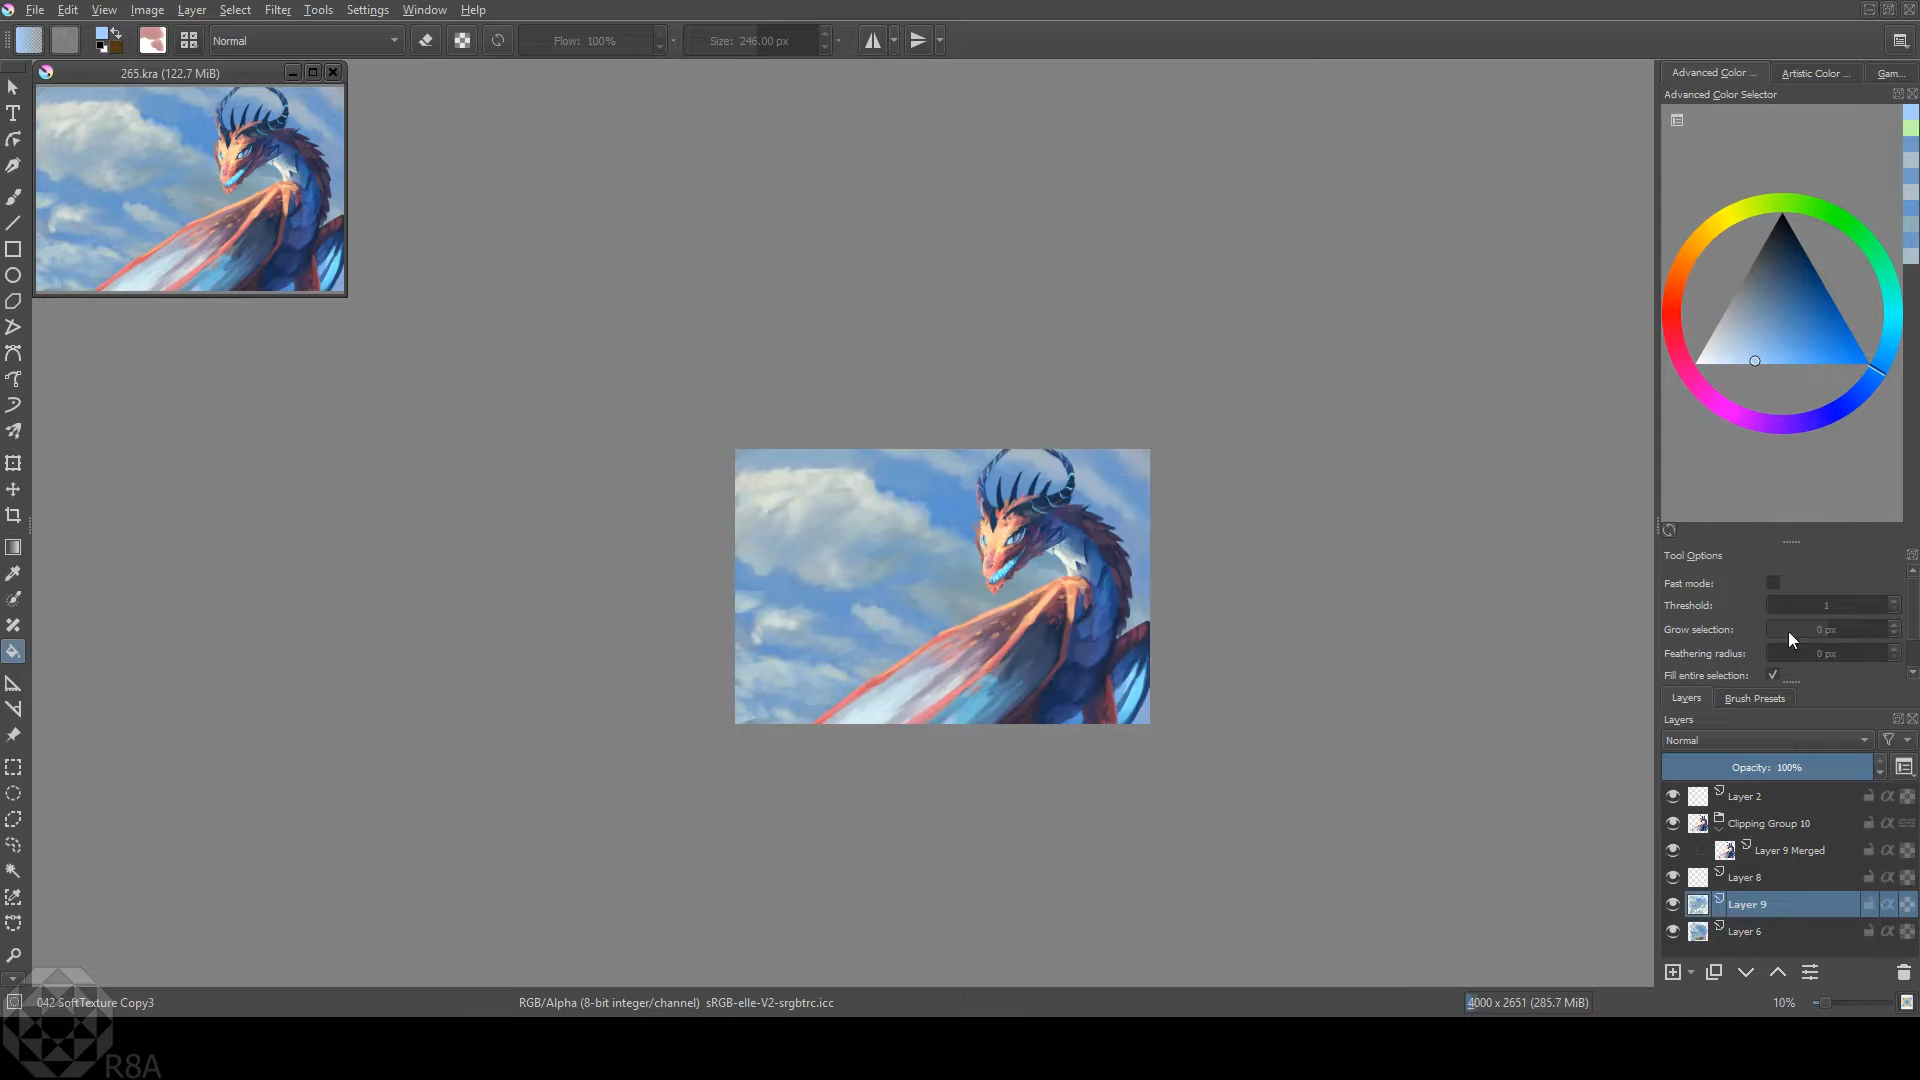 File Edit View Image Layer Select Filter Tools Settings Window Help
Normal
Flow: 100%
Size: 246.00 px
265.kra (122.7 MiB)
Advanced Color ...
Artistic Color ...
Gam...
Advanced Color Selector
Tool Options
Fast mode:
Threshold: 1
Grow selection: 0 px
Feathering radius: 0 px
Fill entire selection:
Layers Brush Presets
Layers
Normal
Opacity: 100%
Layer 2
Clipping Group 10
Layer 9 Merged
Layer 8
Layer 9
Layer 6
042 SoftTexture Copy3
RGB/Alpha (8-bit integer/channel) sRGB-elle-V2-srgbtrc.icc
4000 x 2651 (285.7 MiB)
10%
R8A